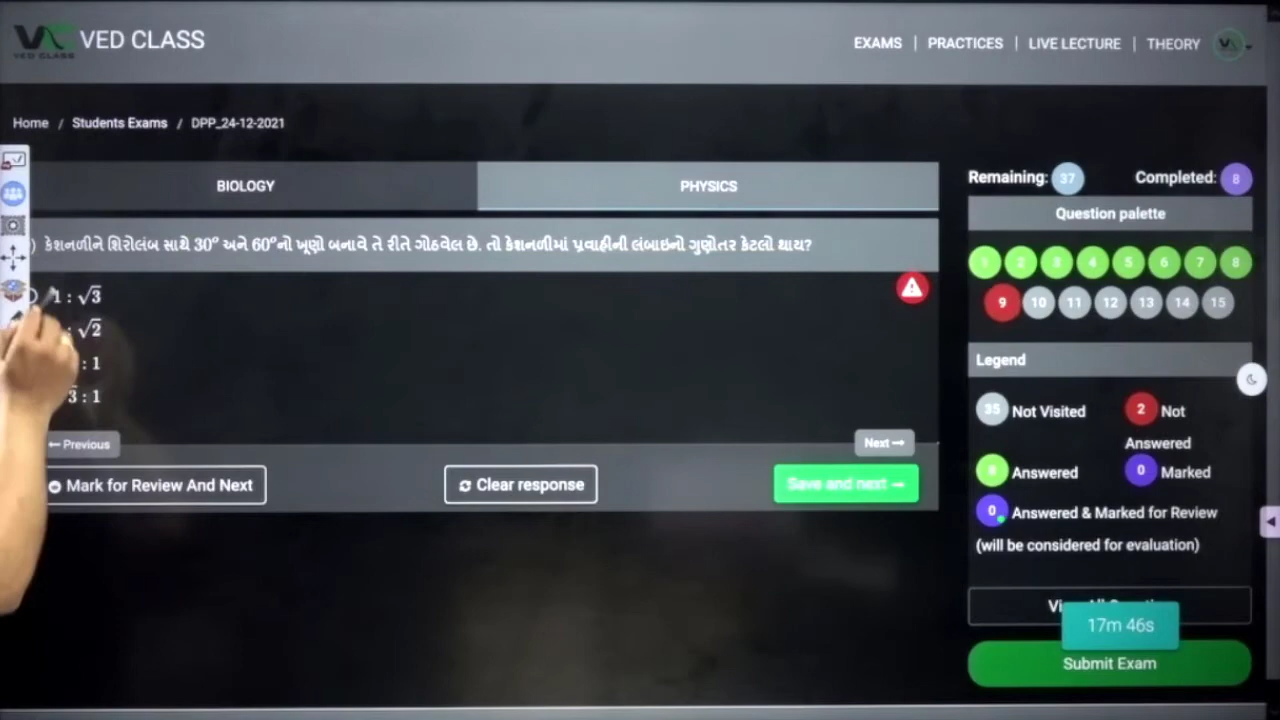 VED CLASS
VED CLASS
EXAMS | PRACTICES | LIVE LECTURE | THEORY
Home / Students Exams / DPP_24-12-2021
BIOLOGY
PHYSICS
) કેશનળીને શિરોલંબ સાથે 30° અને 60°નો ખૂણો બનાવે તે રીતે ગોઠવેલ છે. તો કેશનળીમાં પ્રવાહીની લંબાઇનો ગુણોતર કેટલો થાય?
1 : √3
: √2
: 1
3 : 1
← Previous
Next →
Mark for Review And Next
Clear response
Save and next →
Remaining: 37
Completed: 8
Question palette
1 2 3 4 5 6 7 8
9 10 11 12 13 14 15
Legend
35 Not Visited
2 Not Answered
Answered
0 Marked
0 Answered & Marked for Review
(will be considered for evaluation)
17m 46s
Submit Exam